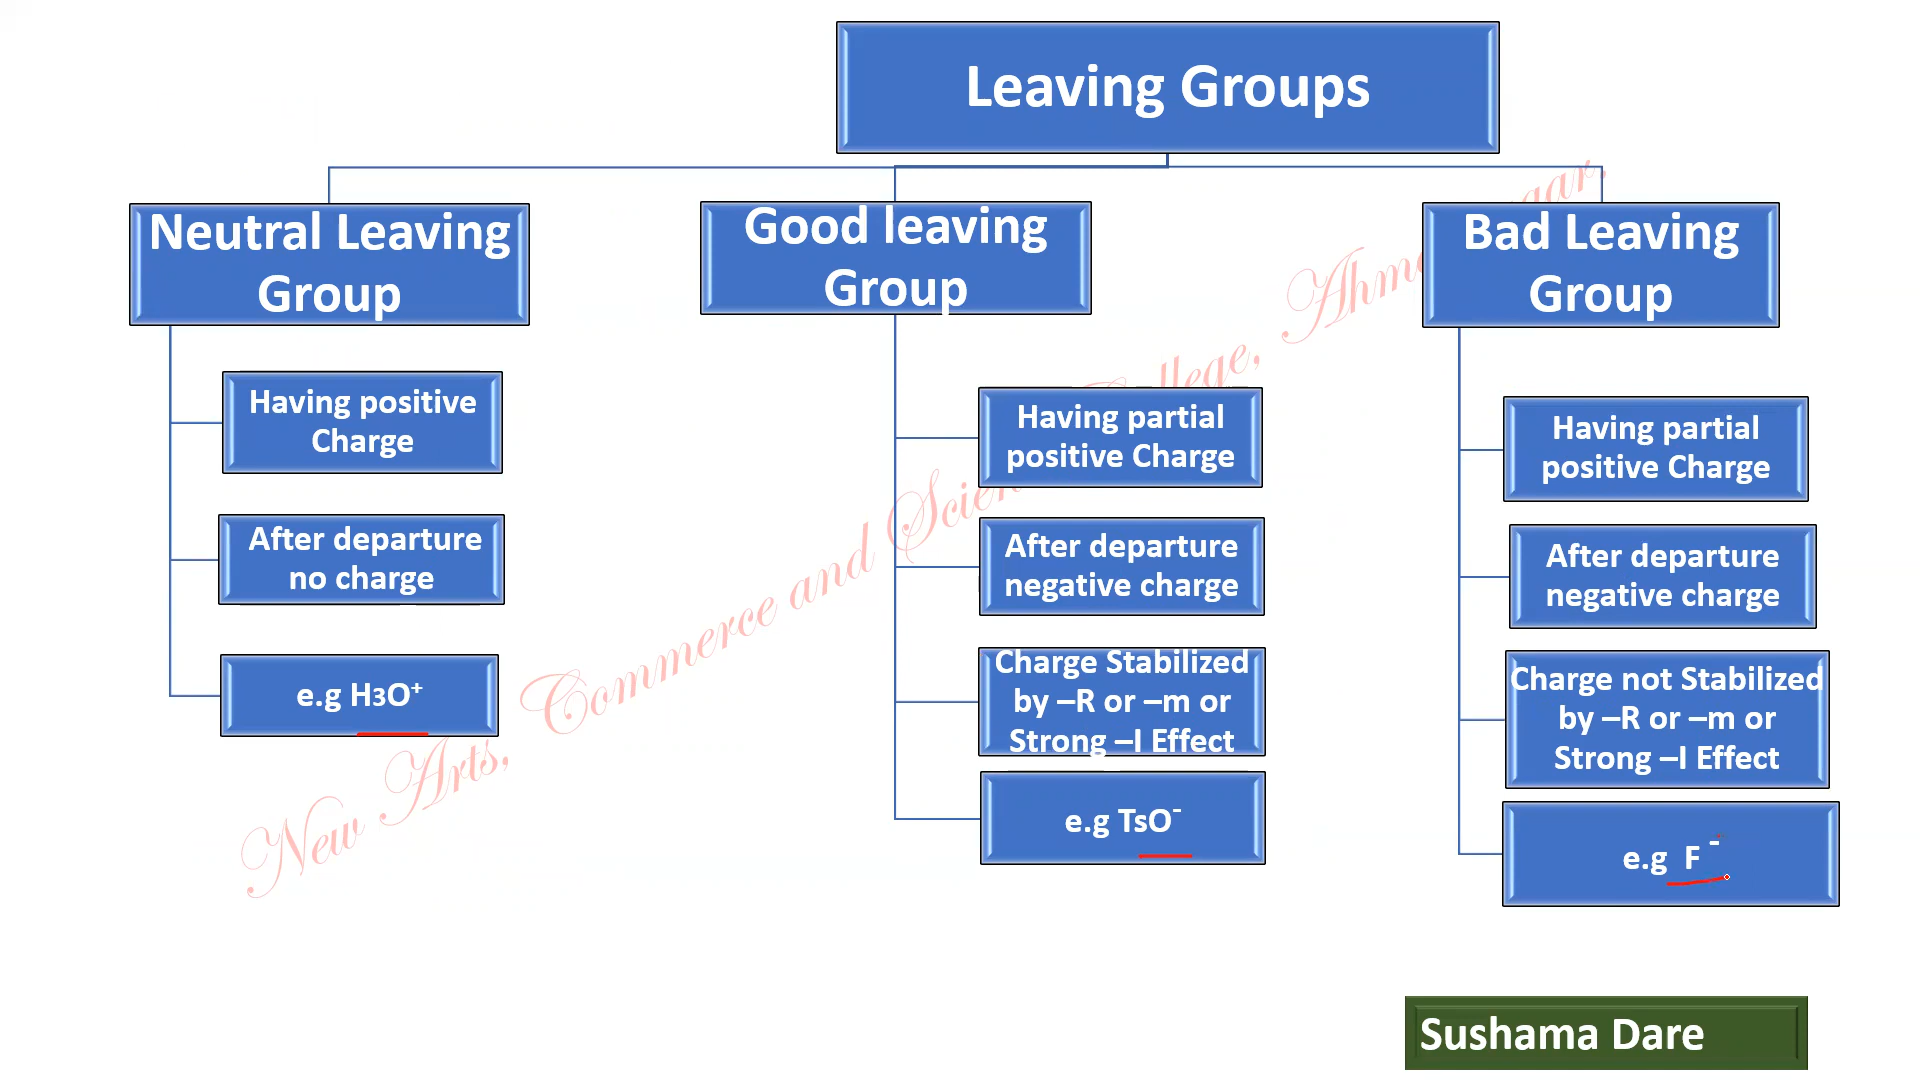 Leaving Groups
Neutral Leaving
Group
Having positive
Charge
After departure
no charge
e.g H3O⁺
Good leaving
Group
Having partial
positive Charge
After departure
negative charge
Charge Stabilized
by –R or –m or
Strong –I Effect
e.g TsO⁻
Bad Leaving
Group
Having partial
positive Charge
After departure
negative charge
Charge not Stabilized
by –R or –m or
Strong –I Effect
e.g F ⁻
New Arts, Commerce and
Sushama Dare